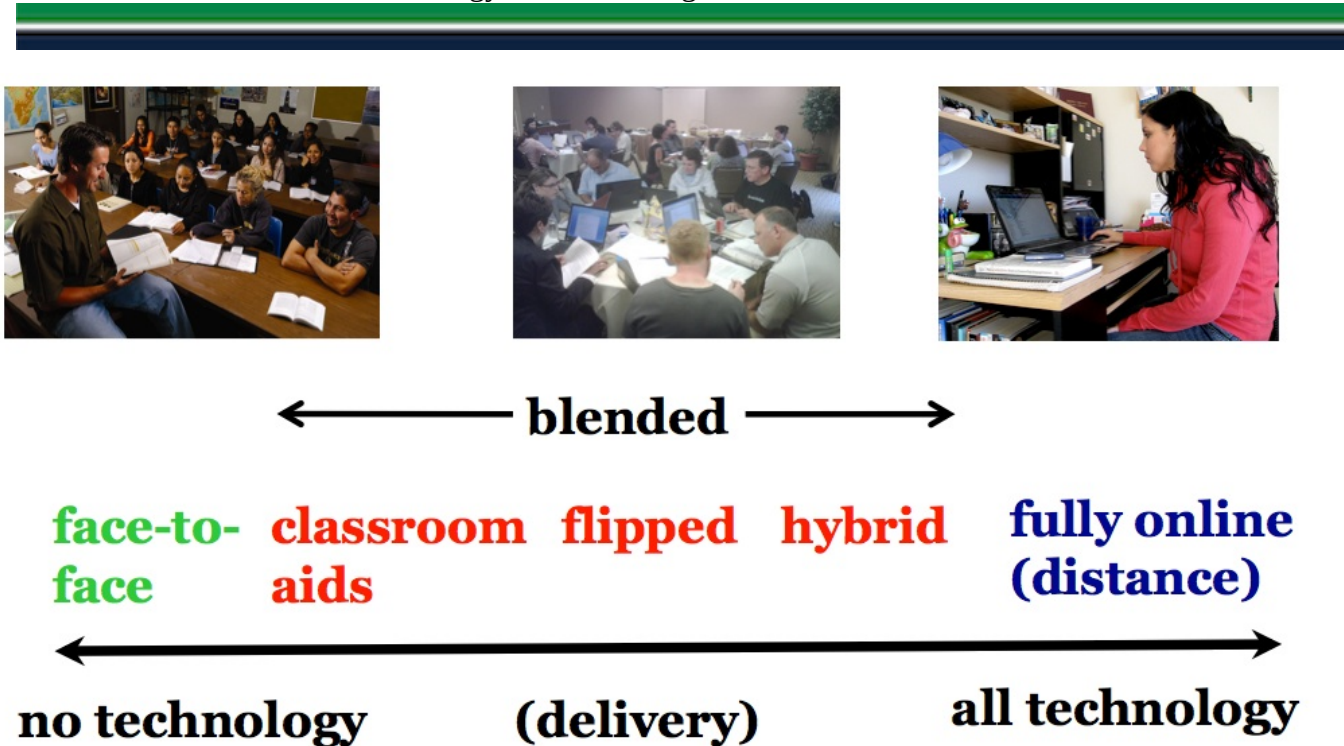 blended
face-to- classroom flipped hybrid fully online
face aids (distance)
no technology (delivery) all technology